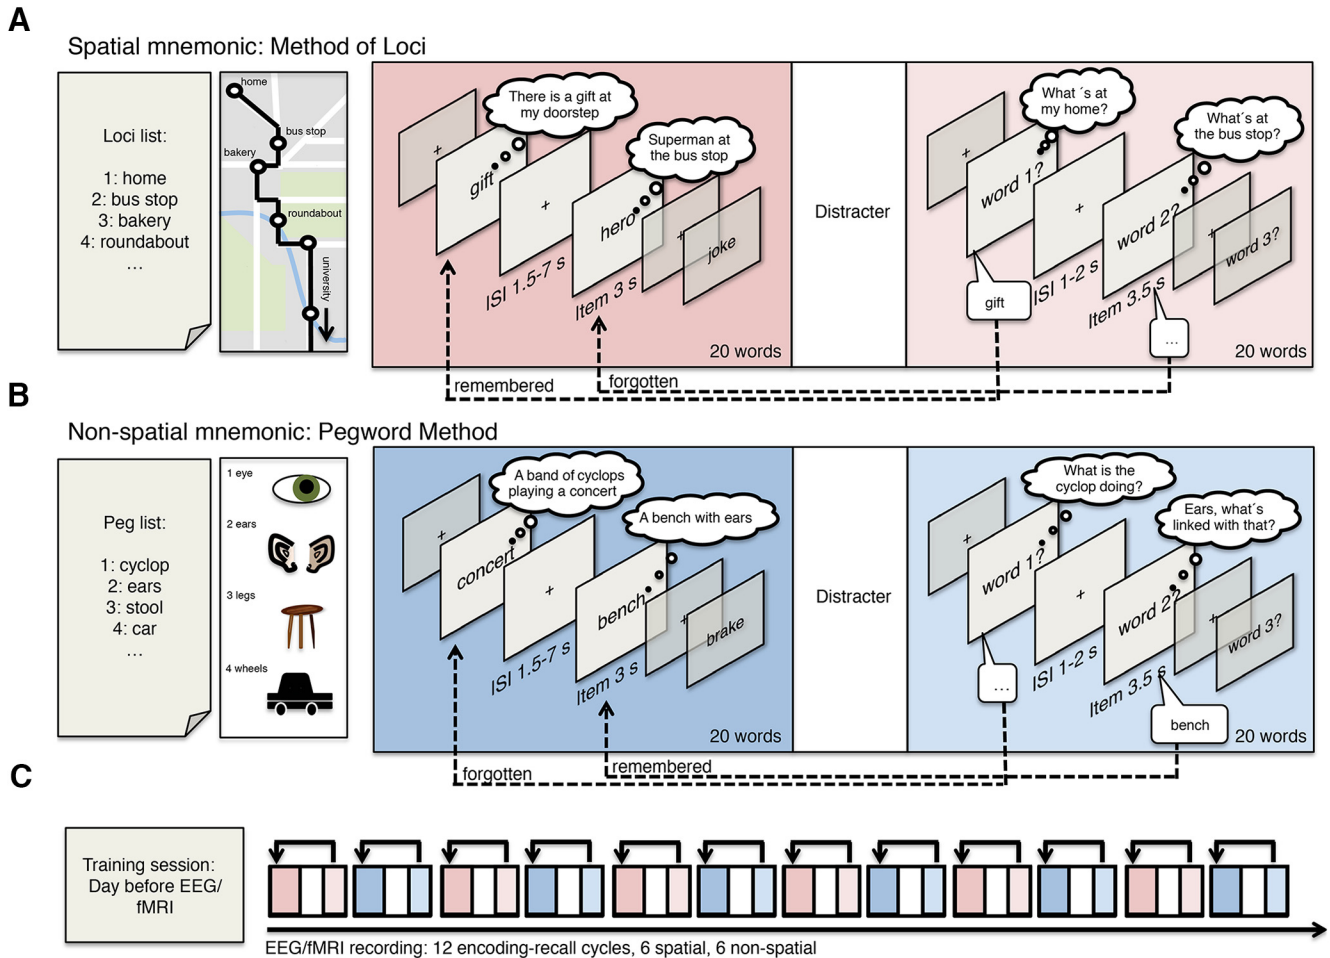 A
Spatial mnemonic: Method of Loci
Loci list:
1: home
2: bus stop
3: bakery
4: roundabout
...
home
bus stop
bakery
roundabout
university
+
gift
There is a gift at
my doorstep
+
ISI 1.5-7 s
hero
Superman at
the bus stop
Item 3 s
+
joke
20 words
Distracter
+
word 1?
What ´s at
my home?
gift
+
ISI 1-2 s
word 2?
What´s at
the bus stop?
Item 3.5 s
...
+
word 3?
20 words
remembered
forgotten
B
Non-spatial mnemonic: Pegword Method
Peg list:
1: cyclop
2: ears
3: stool
4: car
...
1 eye
2 ears
3 legs
4 wheels
+
concert
A band of cyclops
playing a concert
+
ISI 1.5-7 s
bench
A bench with ears
Item 3 s
+
brake
20 words
Distracter
+
word 1?
What is the
cyclop doing?
...
+
ISI 1-2 s
word 2?
Ears, what´s
linked with that?
Item 3.5 s
bench
+
word 3?
20 words
forgotten
remembered
C
Training session:
Day before EEG/
fMRI
EEG/fMRI recording: 12 encoding-recall cycles, 6 spatial, 6 non-spatial